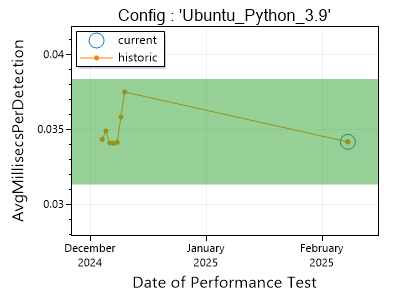 Config : 'Ubuntu_Python_3.9'
current
historic
AvgMillisecsPerDetection
0.04
0.035
0.03
December
2024
January
2025
February
2025
Date of Performance Test